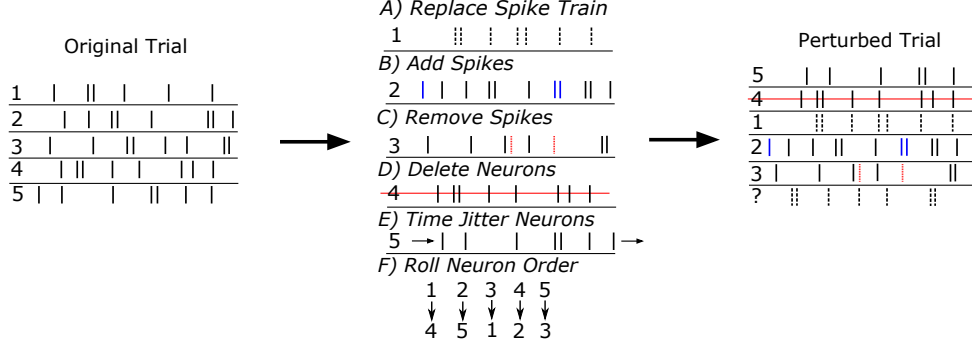 Original Trial
1
2
3
4
5
A) Replace Spike Train
1
B) Add Spikes
2
C) Remove Spikes
3
D) Delete Neurons
4
E) Time Jitter Neurons
5
F) Roll Neuron Order
1 2 3 4 5
4 5 1 2 3
Perturbed Trial
5
4
1
2
3
?